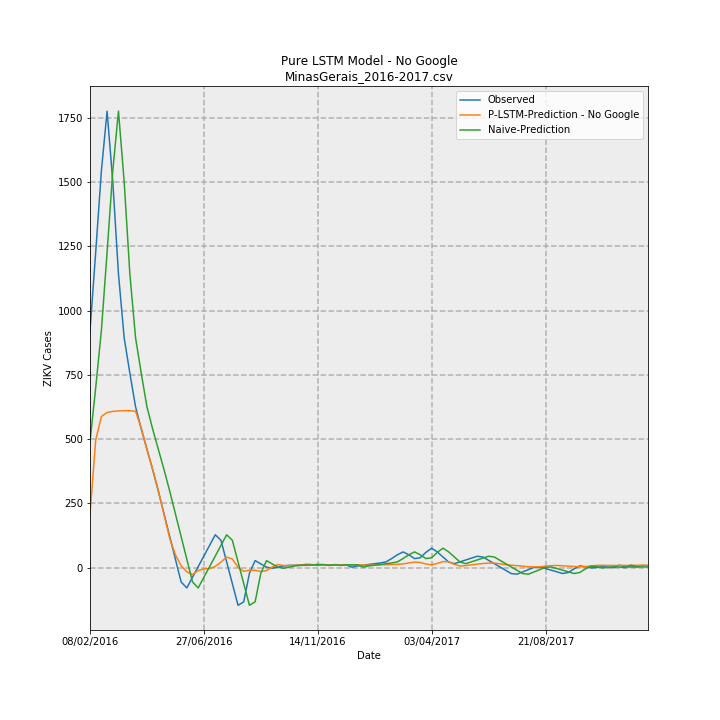 Pure LSTM Model - No Google
MinasGerais_2016-2017.csv
Observed
P-LSTM-Prediction - No Google
Naive-Prediction
1750
1500
1250
1000
750
500
250
0
ZIKV Cases
08/02/2016
27/06/2016
14/11/2016
03/04/2017
21/08/2017
Date